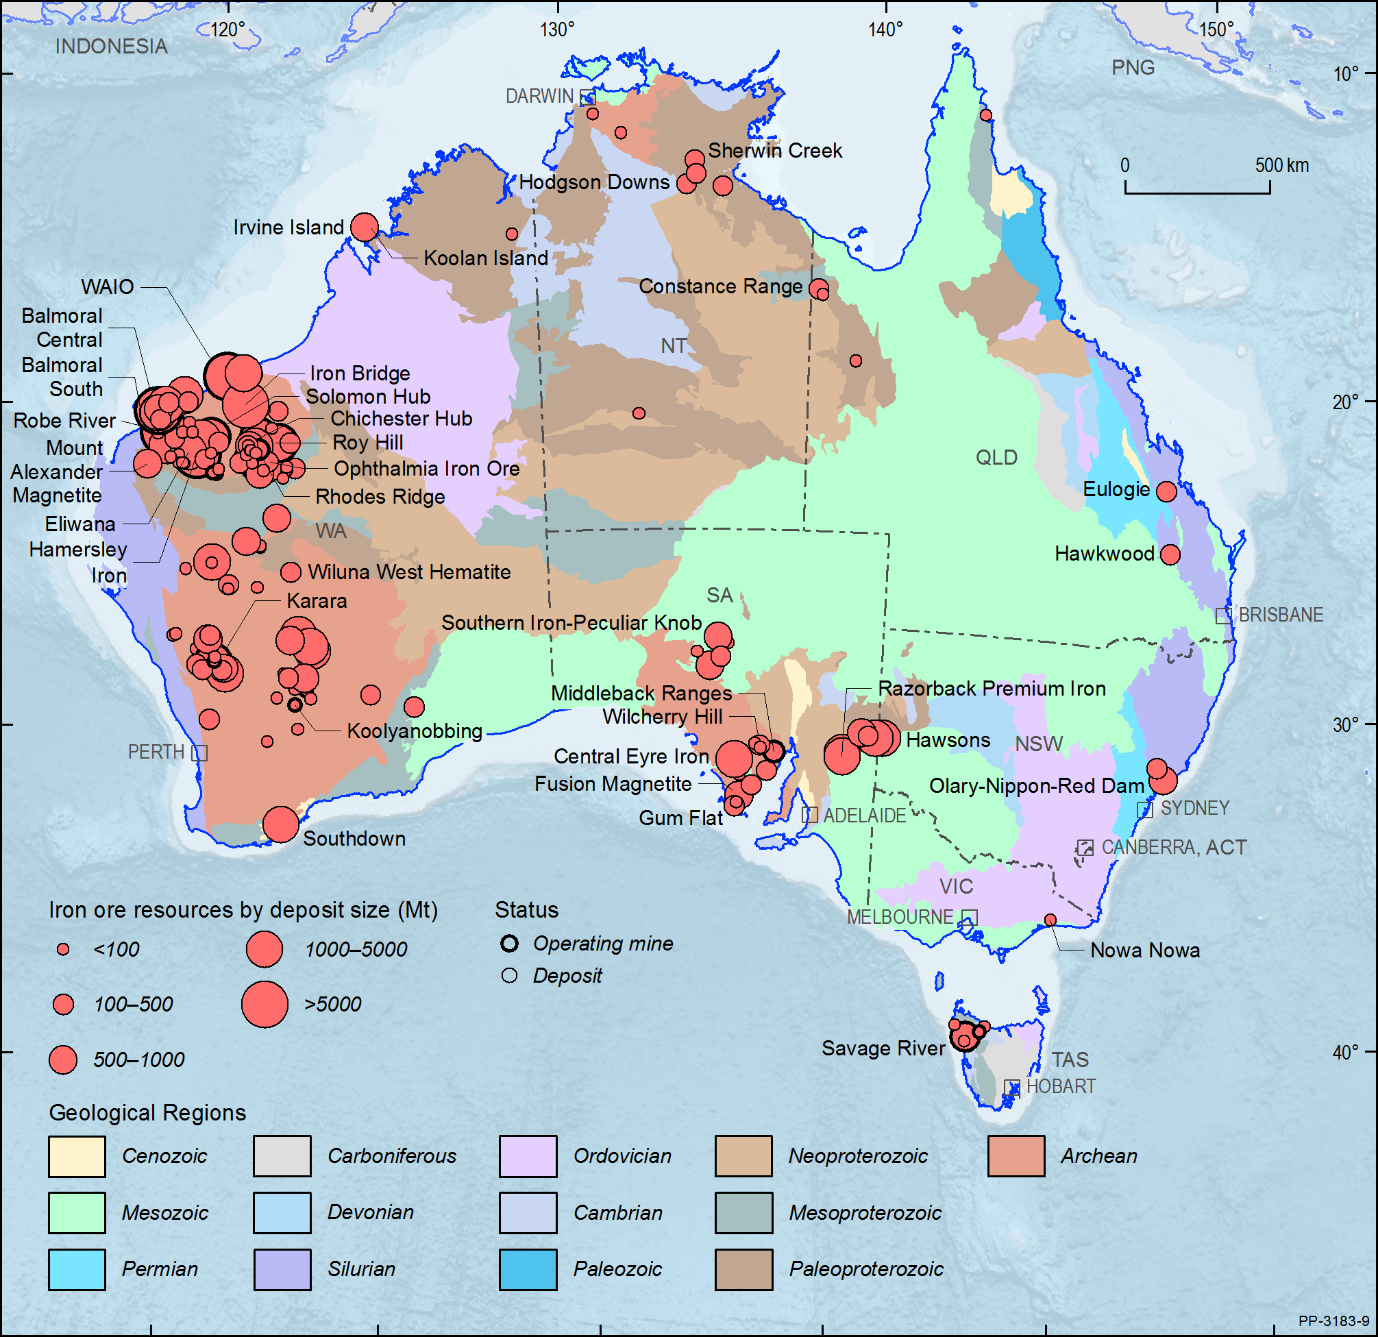 120°
130°
140°
150°
INDONESIA
PNG
10°
DARWIN
Sherwin Creek
0 500 km
Hodgson Downs
Irvine Island
Koolan Island
WAIO
Constance Range
Balmoral
Central
NT
Balmoral
South
Iron Bridge
Solomon Hub
20°
Robe River
Chichester Hub
Mount
Alexander
Magnetite
Roy Hill
QLD
Ophthalmia Iron Ore
Eulogie
Rhodes Ridge
Eliwana
WA
Hamersley
Iron
Hawkwood
Wiluna West Hematite
SA
Karara
BRISBANE
Southern Iron-Peculiar Knob
Middleback Ranges
Razorback Premium Iron
Wilcherry Hill
30°
Koolyanobbing
PERTH
Hawsons
NSW
Central Eyre Iron
Fusion Magnetite
Olary-Nippon-Red Dam
SYDNEY
Gum Flat
ADELAIDE
Southdown
CANBERRA, ACT
VIC
MELBOURNE
Nowa Nowa
Iron ore resources by deposit size (Mt)
<100
1000–5000
100–500
>5000
500–1000
Status
Operating mine
Deposit
Savage River
TAS
40°
HOBART
Geological Regions
Cenozoic
Carboniferous
Ordovician
Neoproterozoic
Archean
Mesozoic
Devonian
Cambrian
Mesoproterozoic
Permian
Silurian
Paleozoic
Paleoproterozoic
PP-3183-9